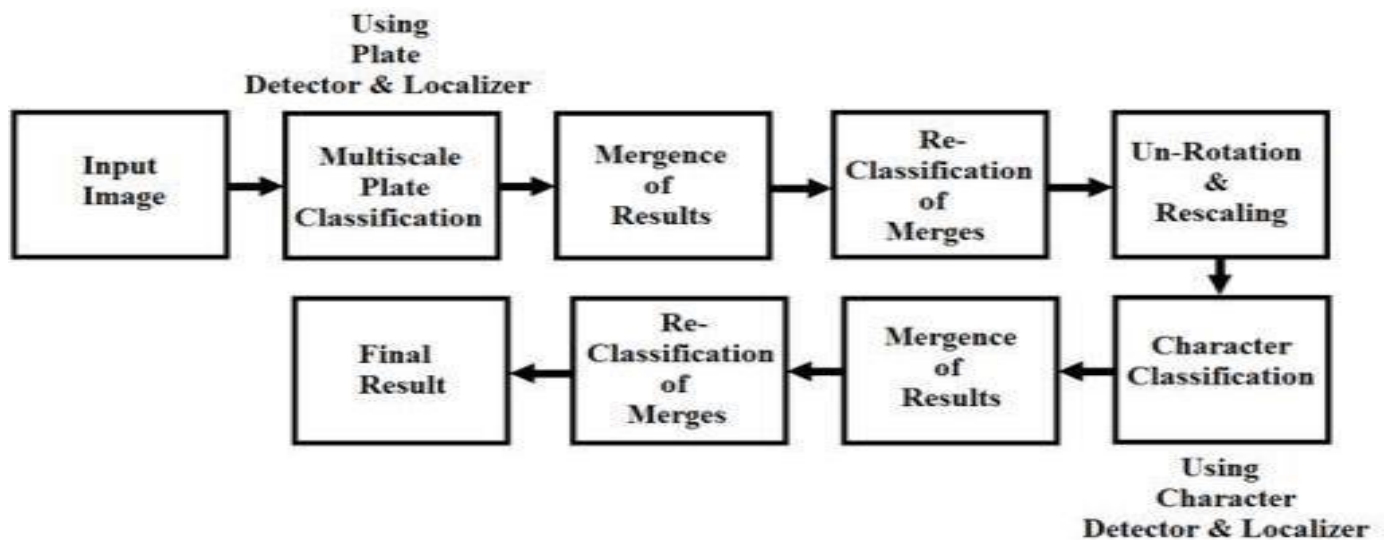 Using
Plate
Detector & Localizer
Input
Image
Multiscale
Plate
Classification
Mergence
of
Results
Re-
Classification
of
Merges
Un-Rotation
&
Rescaling
Final
Result
Re-
Classification
of
Merges
Mergence
of
Results
Character
Classification
Using
Character
Detector & Localizer